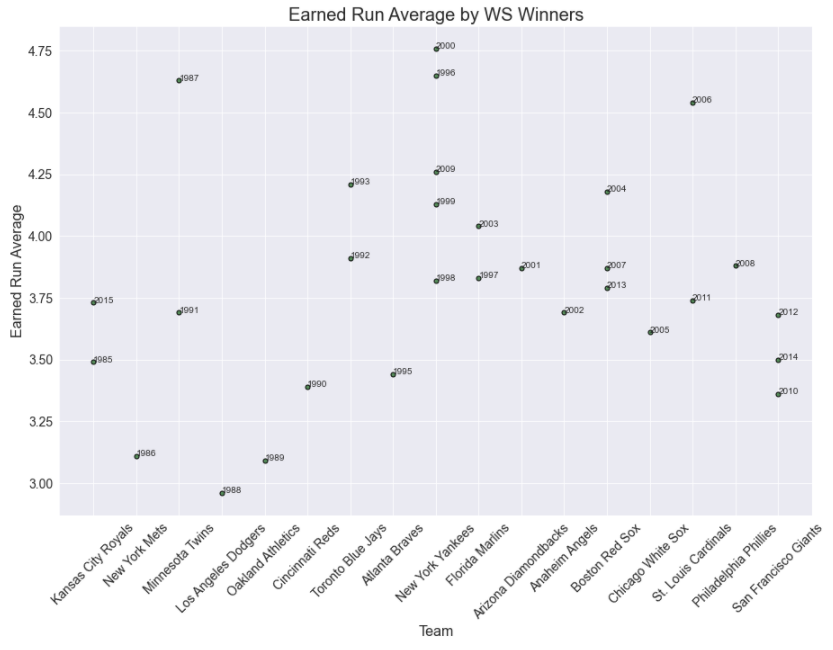 Earned Run Average by WS Winners
Earned Run Average
4.75
4.50
4.25
4.00
3.75
3.50
3.25
3.00
2000
1996
1987
2006
2009
1993
2004
1999
2003
1992
2008
2001
2007
1997
1998
2013
2011
2015
1991
2002
2012
2005
2014
1985
1995
1990
2010
1986
1989
1988
Kansas City Royals
New York Mets
Minnesota Twins
Los Angeles Dodgers
Oakland Athletics
Cincinnati Reds
Toronto Blue Jays
Atlanta Braves
New York Yankees
Florida Marlins
Arizona Diamondbacks
Anaheim Angels
Boston Red Sox
Chicago White Sox
St. Louis Cardinals
Philadelphia Phillies
San Francisco Giants
Team